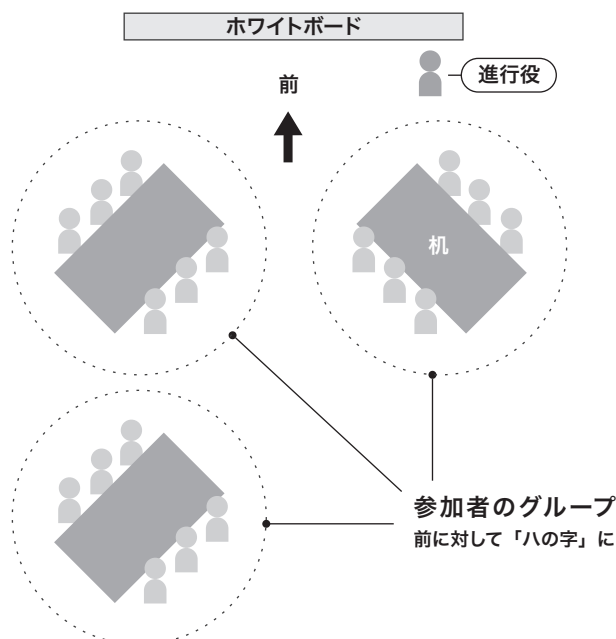 ホワイトボード
進行役
前
机
参加者のグループ
前に対して「ハの字」に